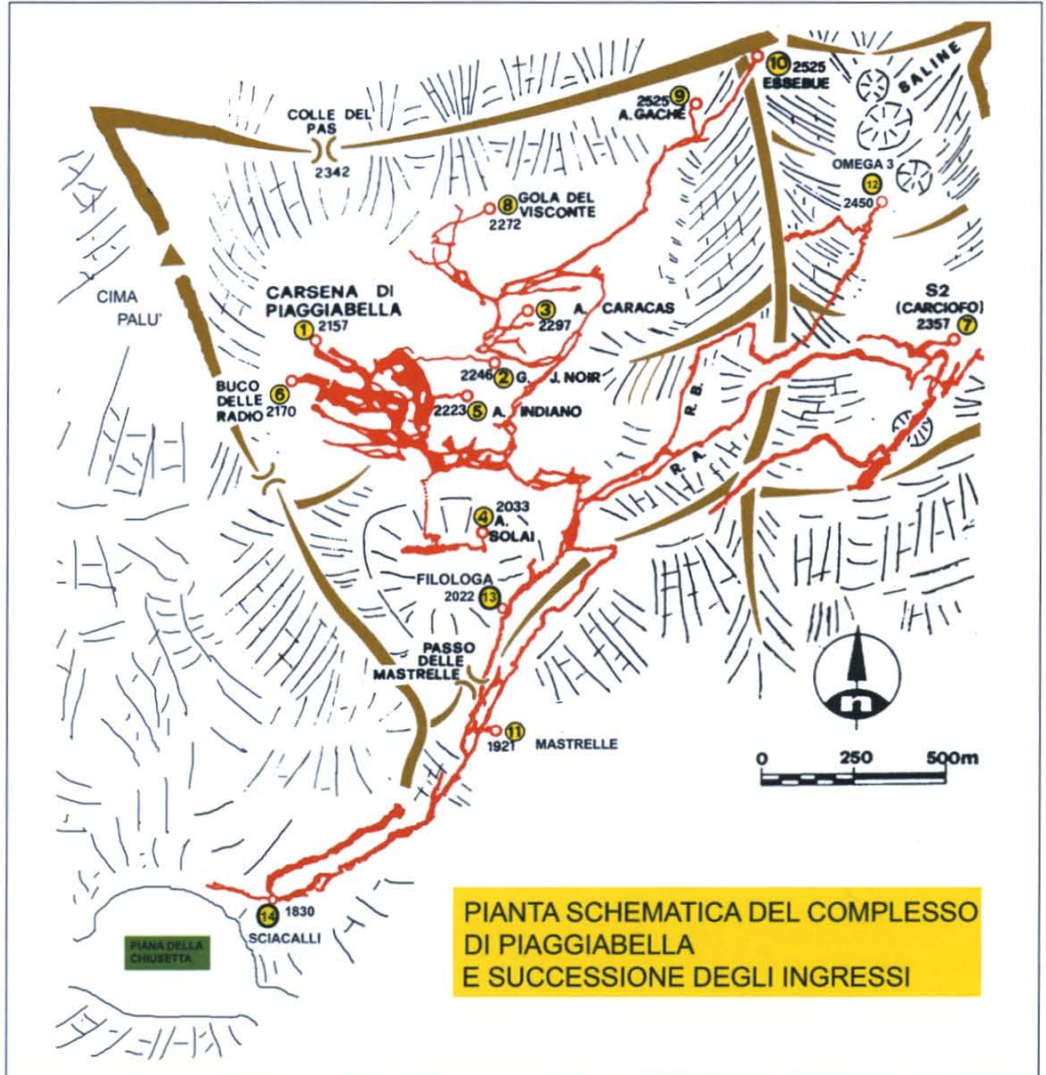 10 2525
ESSEBUE
SALINE
9
2525
A. GACHE
COLLE DEL
PAS
2342
OMEGA 3
12
2450
8 GOLA DEL
VISCONTE
2272
CIMA
PALU'
CARSENA DI
PIAGGIABELLA
1 2157
3 A. CARACAS
2297
S2
(CARCIOFO)
2357 7
BUCO
DELLE
RADIO
6
2170
2246 2 G. J. NOIR
2223 5 A. INDIANO
R. B.
R. A.
4 2033
A.
SOLAI
FILOLOGA
2022 13
PASSO
DELLE
MASTRELLE
11
1921 MASTRELLE
n
0 250 500m
14 1830
SCIACALLI
PIANA DELLA
CHIUSETTA
PIANTA SCHEMATICA DEL COMPLESSO
DI PIAGGIABELLA
E SUCCESSIONE DEGLI INGRESSI